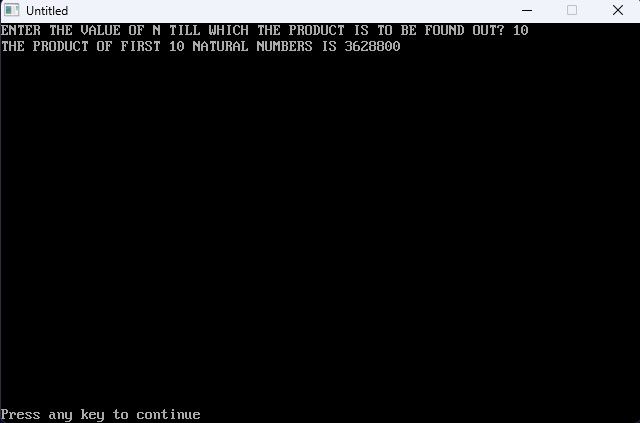 Untitled
ENTER THE VALUE OF N TILL WHICH THE PRODUCT IS TO BE FOUND OUT? 10
THE PRODUCT OF FIRST 10 NATURAL NUMBERS IS 3628800
Press any key to continue